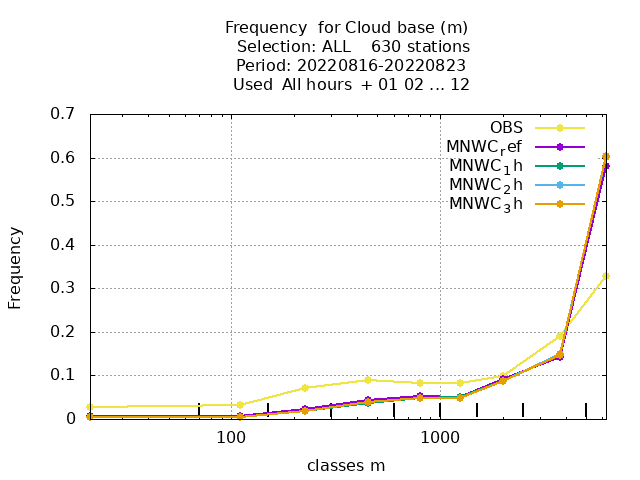 Frequency  for Cloud base (m)
Selection: ALL    630 stations
Period: 20220816-20220823
Used  All hours  + 01 02 ... 12
0.7
0.6
0.5
0.4
0.3
0.2
0.1
0
Frequency
OBS
MNWC_ref
MNWC_1h
MNWC_2h
MNWC_3h
100
1000
classes m